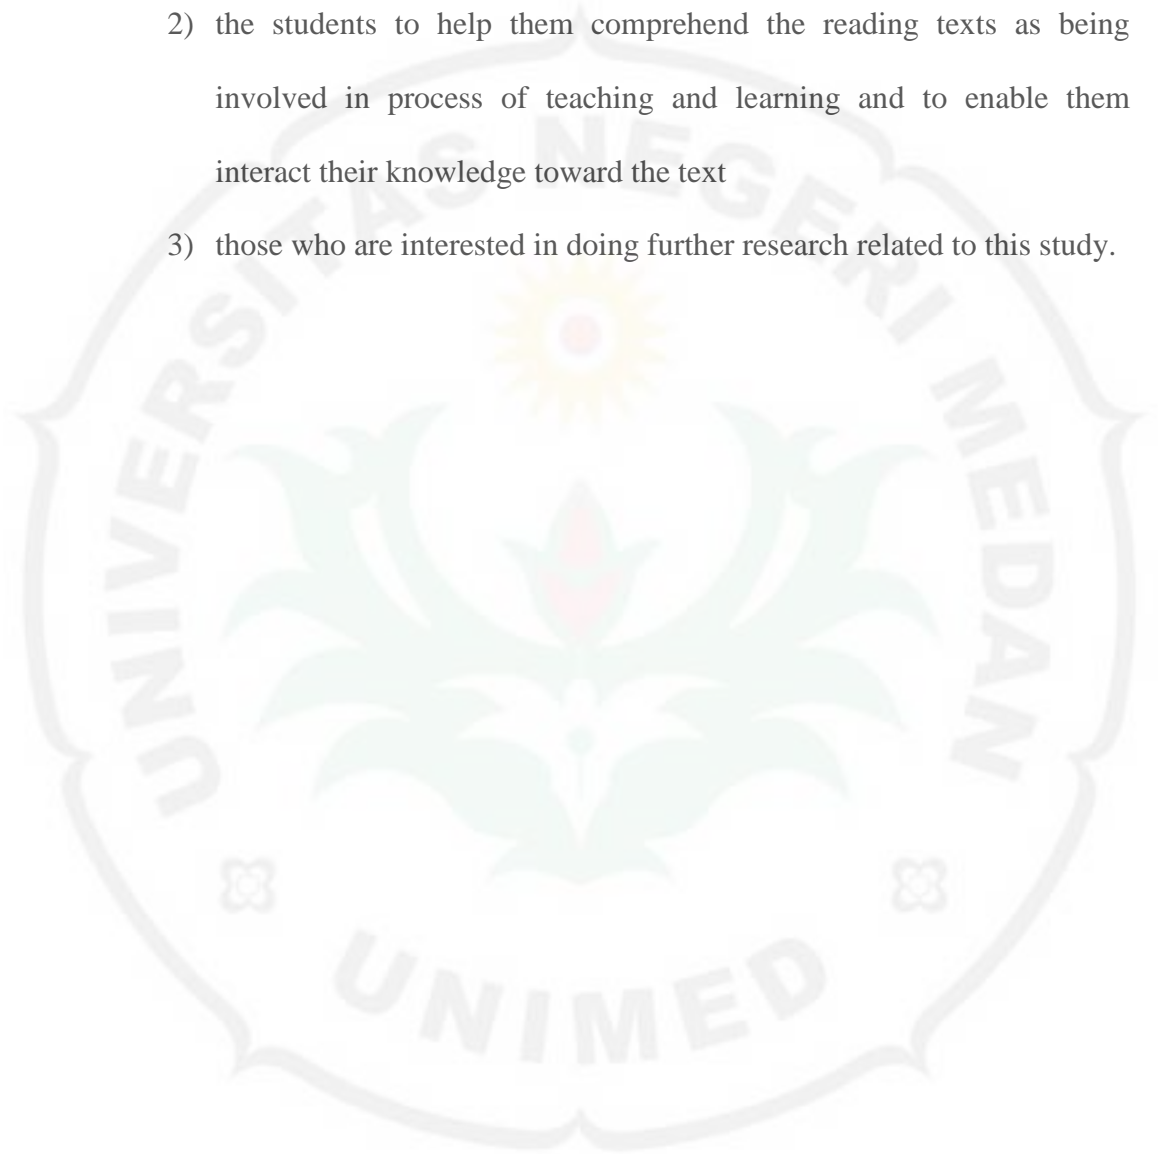 2) the students to help them comprehend the reading texts as being
involved in process of teaching and learning and to enable them
interact their knowledge toward the text
3) those who are interested in doing further research related to this study.
UNIVERSITAS NEGERI MEDAN
UNIMED